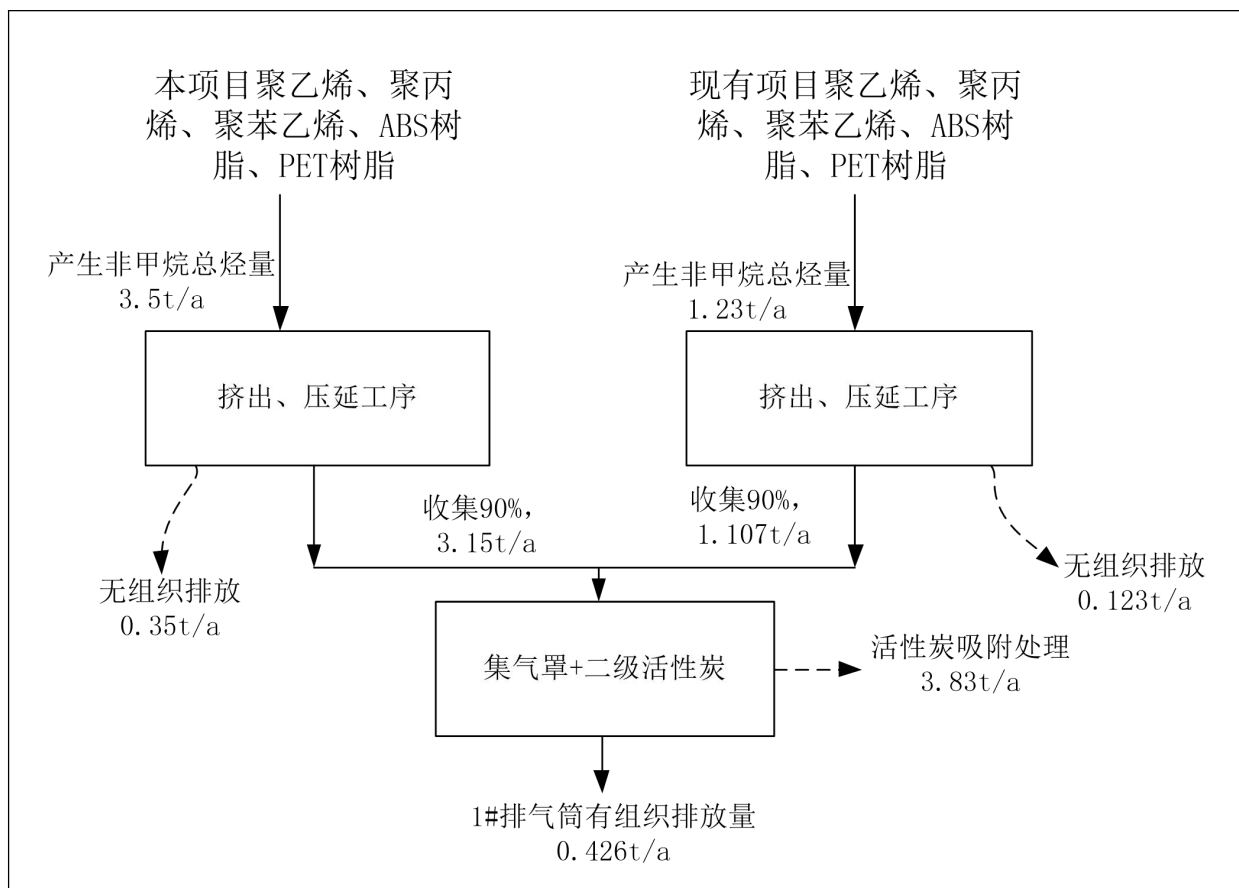 本项目聚乙烯、聚丙
烯、聚苯乙烯、ABS树
脂、PET树脂
现有项目聚乙烯、聚丙
烯、聚苯乙烯、ABS树
脂、PET树脂
产生非甲烷总烃量
3.5t/a
产生非甲烷总烃量
1.23t/a
挤出、压延工序
挤出、压延工序
收集90%,
3.15t/a
收集90%,
1.107t/a
无组织排放
0.35t/a
无组织排放
0.123t/a
集气罩+二级活性炭
活性炭吸附处理
3.83t/a
1#排气筒有组织排放量
0.426t/a